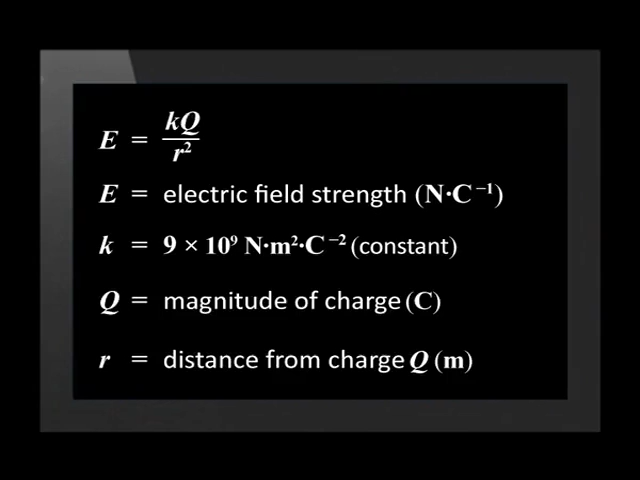 E = kQ/r²
E = electric field strength (N·C⁻¹)
k = 9 × 10⁹ N·m²·C⁻² (constant)
Q = magnitude of charge (C)
r = distance from charge Q (m)